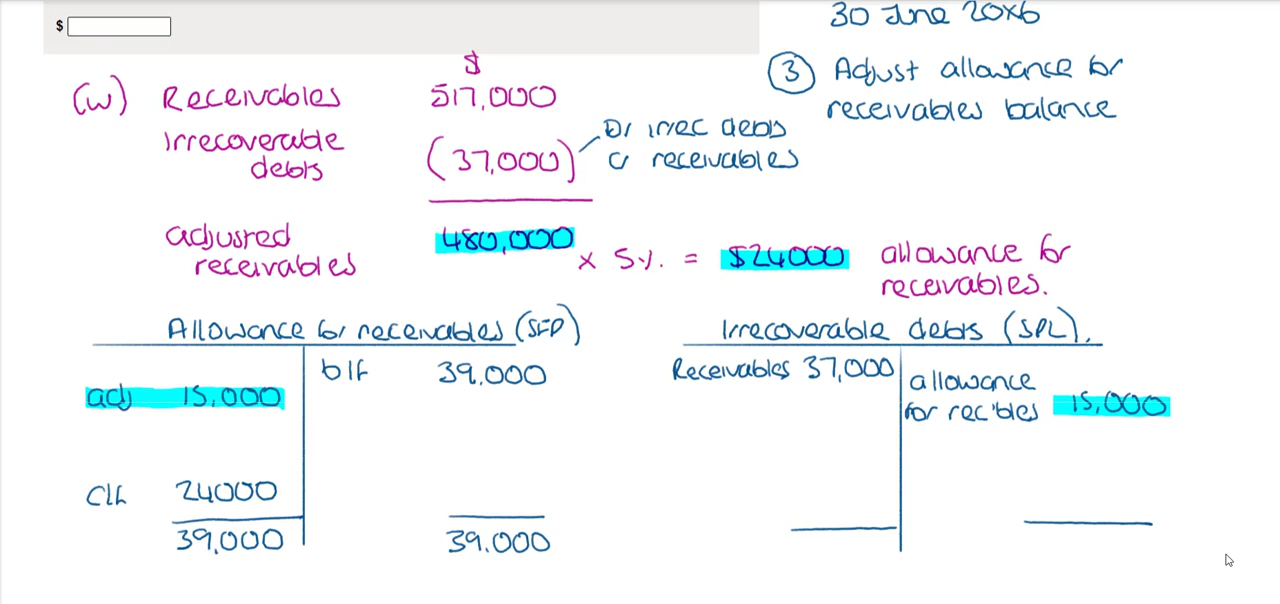 $
30 June 20X6
③ Adjust allowance for
receivables balance
$
(W) Receivables 517,000
Irrecoverable
debts (37,000)
Dr irrec debts
Cr receivables
adjusted
receivables 480,000 x 5%. = $24000 allowance for
receivables.
Allowance for receivables (SFP)
b/f 39,000
adj 15,000
C/f 24000
39,000 39,000
Irrecoverable debts (SPL).
Receivables 37,000
allowance
for rec'bles 15,000